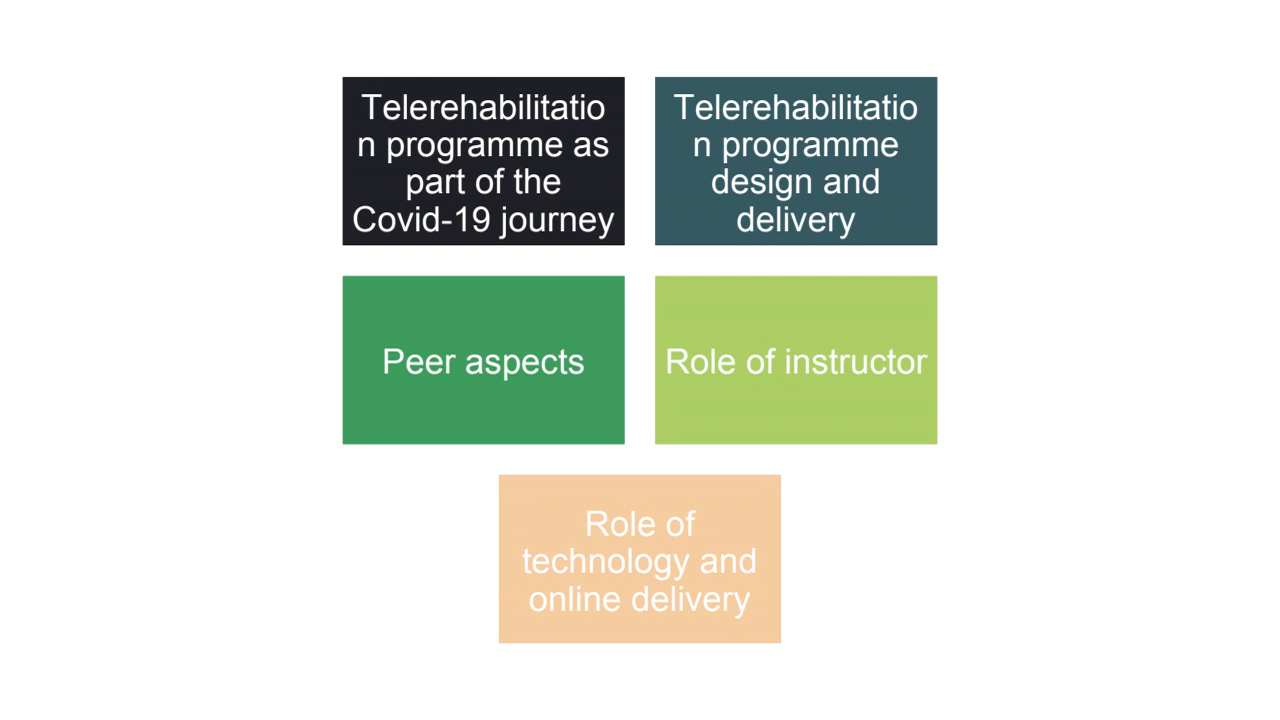 Telerehabilitatio
n programme as
part of the
Covid-19 journey
Telerehabilitatio
n programme
design and
delivery
Peer aspects
Role of instructor
Role of
technology and
online delivery